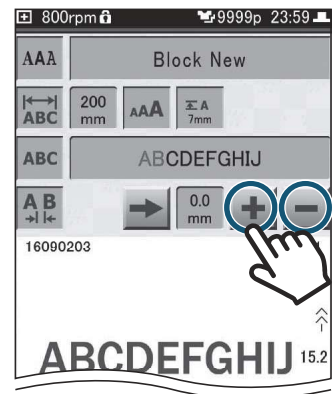 800rpm 9999p 23:59
AAA Block New
ABC 200 mm AAA A 7mm
ABC ABCDEFGHIJ
A B 0.0 mm + −
16090203
ABCDEFGHIJ 15.2